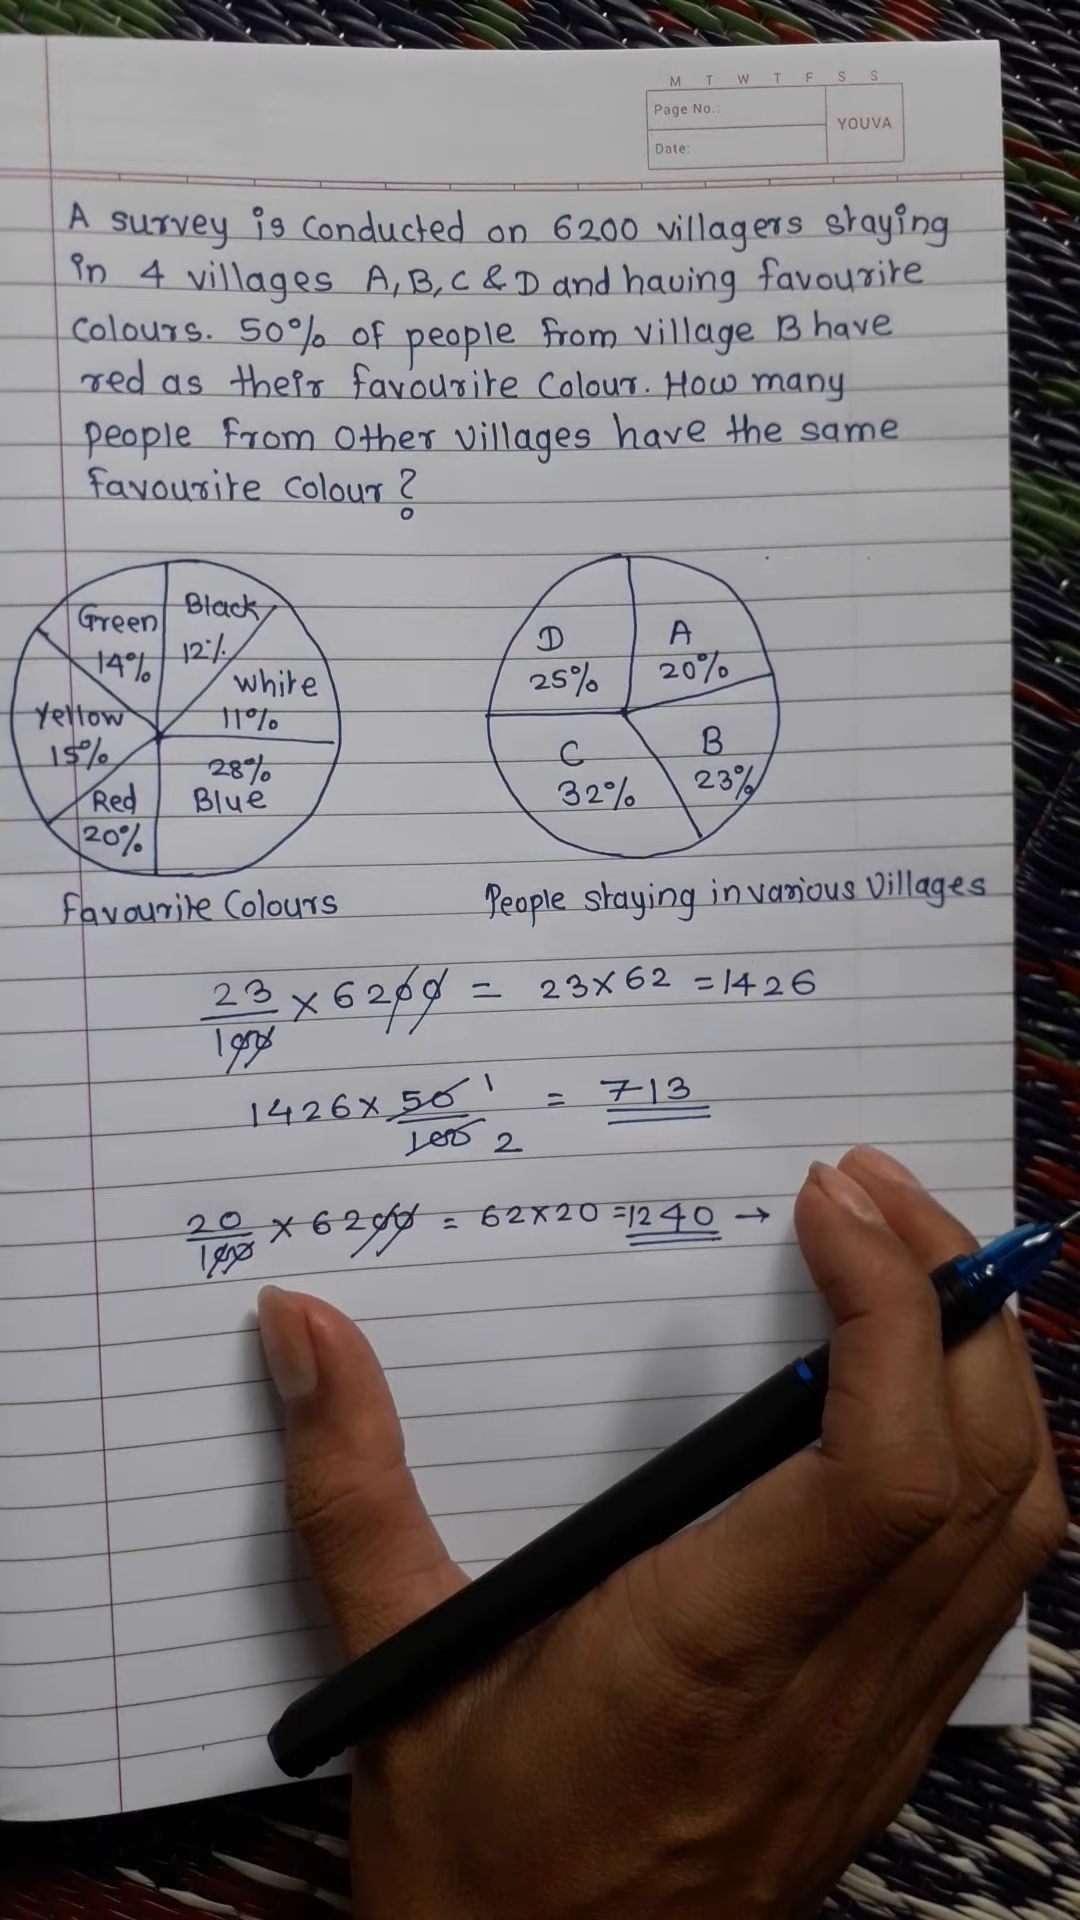 M T W T F S S
Page No.:
YOUVA
Date:
A survey is conducted on 6200 villagers staying
in 4 villages A, B, C & D and having favourite
colours. 50% of people from village B have
red as their favourite colour. How many
people from other villages have the same
favourite colour?
Green
14%
Black
12%
White
11%
Yellow
15%
28%
Blue
Red
20%
D
25%
A
20%
C
32%
B
23%
Favourite Colours
People staying in various villages
23/100 × 6200 = 23×62 = 1426
1426 × 50/100 1 2 = 713
20/100 × 6200 = 62×20 = 1240 →